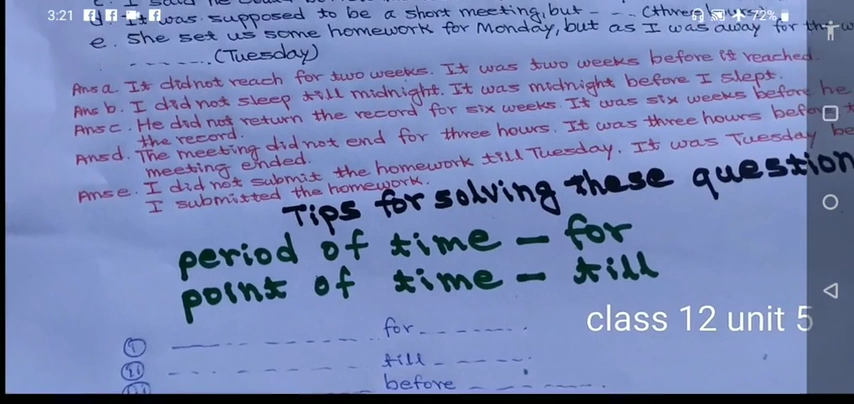 3:21 72%
It was supposed to be a short meeting, but - - - - (three hours)
e. She set us some homework for Monday, but as I was away for the w
- - - - - -. (Tuesday)
Ans a. It didnot reach for two weeks. It was two weeks before it reached.
Ans b. I did not sleep till midnight. It was midnight before I slept.
Ans c. He did not return the record for six weeks. It was six weeks before he
the record.
Ans d. The meeting did not end for three hours. It was three hours before t
meeting ended.
Ans e. I did not submit the homework till Tuesday. It was Tuesday be
I submitted the homework.
Tips for solving these question
period of time - for
point of time - till
class 12 unit 5
(i) - - - - - - for - - - - - -.
(ii) - - - - - - till - - - - - -.
(iii) - - - - - - before - - - - - -.